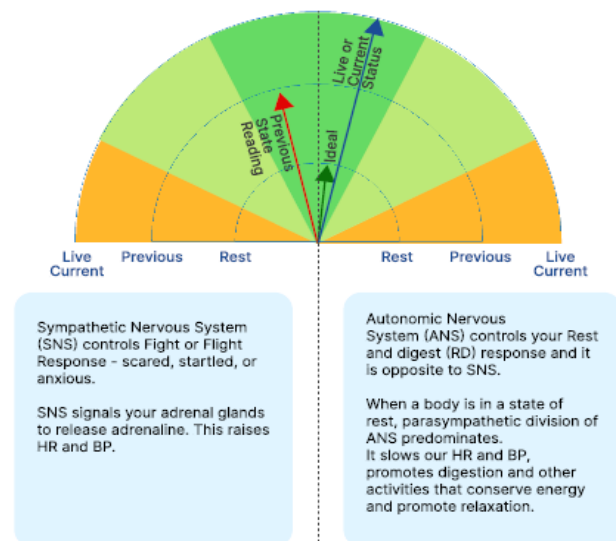 Live or
Current
Status
Previous
State
Reading
Ideal
Live
Current
Previous
Rest
Rest
Previous
Live
Current
Sympathetic Nervous System
(SNS) controls Fight or Flight
Response - scared, startled, or
anxious.
SNS signals your adrenal glands
to release adrenaline. This raises
HR and BP.
Autonomic Nervous
System (ANS) controls your Rest
and digest (RD) response and it
is opposite to SNS.
When a body is in a state of
rest, parasympathetic division of
ANS predominates.
It slows our HR and BP,
promotes digestion and other
activities that conserve energy
and promote relaxation.